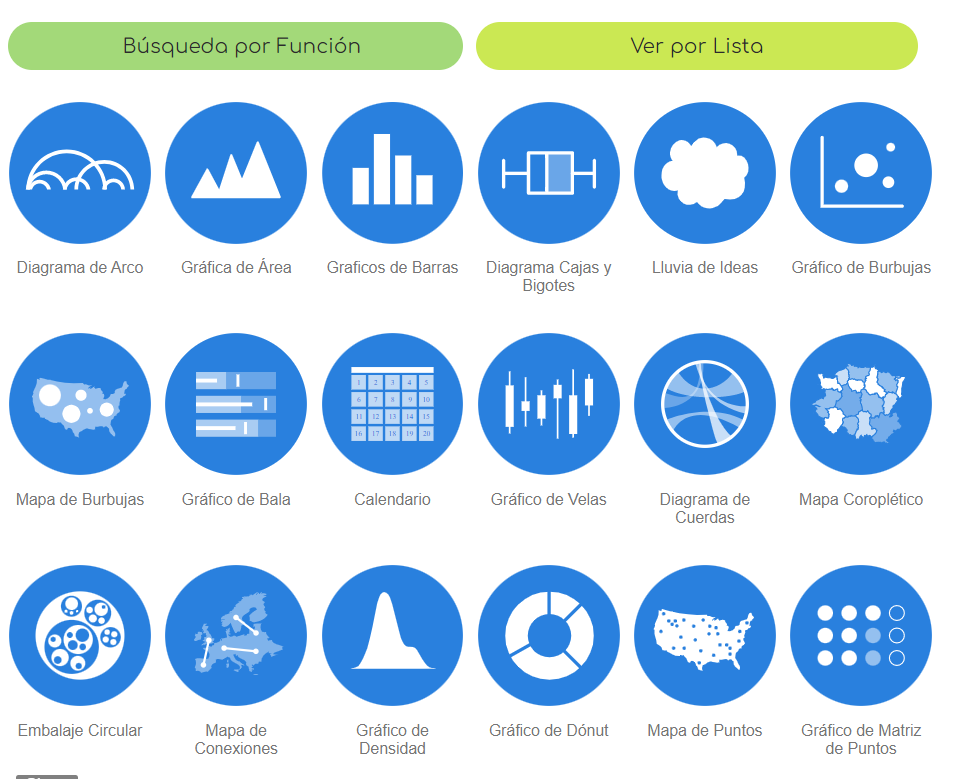 Búsqueda por Función
Ver por Lista
Diagrama de Arco
Gráfica de Área
Graficos de Barras
Diagrama Cajas y
Bigotes
Lluvia de Ideas
Gráfico de Burbujas
1 2 3 4 5
6 7 8 9 10
11 12 13 14 15
16 17 18 19 20
Mapa de Burbujas
Gráfico de Bala
Calendario
Gráfico de Velas
Diagrama de
Cuerdas
Mapa Coroplético
Embalaje Circular
Mapa de
Conexiones
Gráfico de
Densidad
Gráfico de Dónut
Mapa de Puntos
Gráfico de Matriz
de Puntos